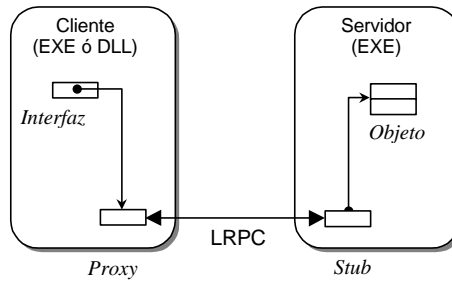 Cliente
(EXE ó DLL)
Interfaz
Servidor
(EXE)
Objeto
LRPC
Proxy
Stub